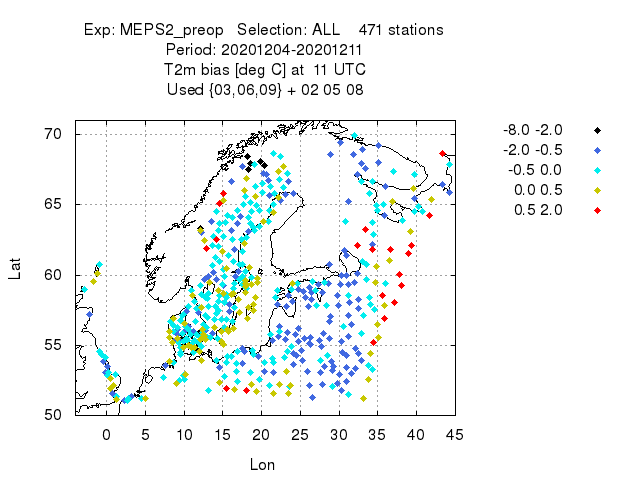 Exp: MEPS2_preop   Selection: ALL    471 stations
Period: 20201204-20201211
T2m bias [deg C] at  11 UTC
Used {03,06,09} + 02 05 08
-8.0 -2.0
-2.0 -0.5
-0.5 0.0
0.0 0.5
0.5 2.0
70
65
60
55
50
Lat
0 5 10 15 20 25 30 35 40 45
Lon